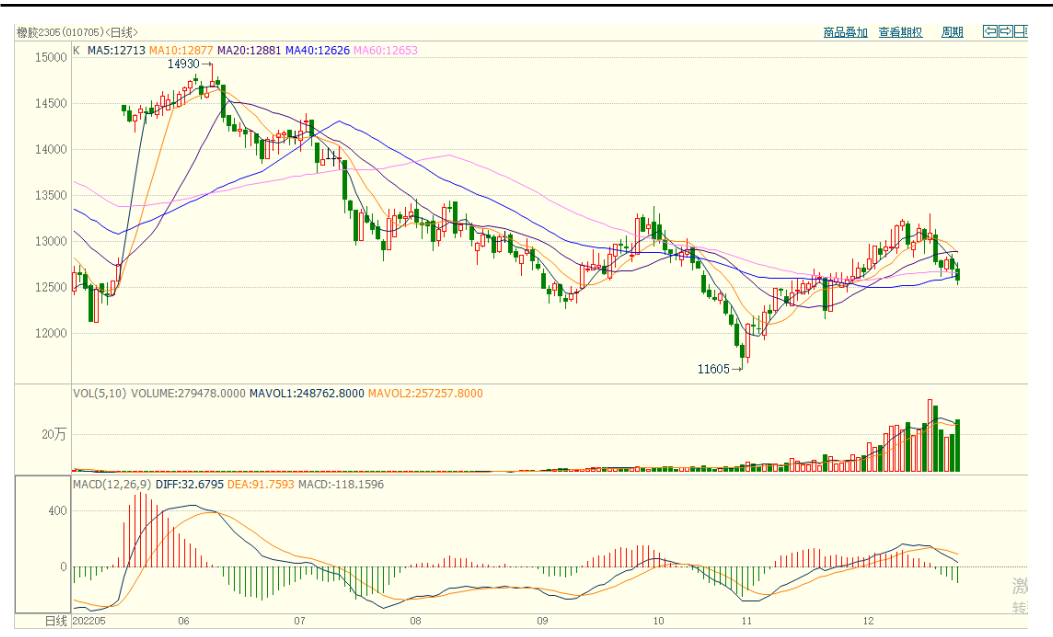 橡胶2305(010705)<日线> 商品叠加 查看期权 周期
K MA5:12713 MA10:12877 MA20:12881 MA40:12626 MA60:12653
15000
14930
14500
14000
13500
13000
12500
12000
11605
VOL(5,10) VOLUME:279478.0000 MAVOL1:248762.8000 MAVOL2:257257.8000
20万
MACD(12,26,9) DIFF:32.6795 DEA:91.7593 MACD:-118.1596
400
0
激
转
日线 202205 06 07 08 09 10 11 12